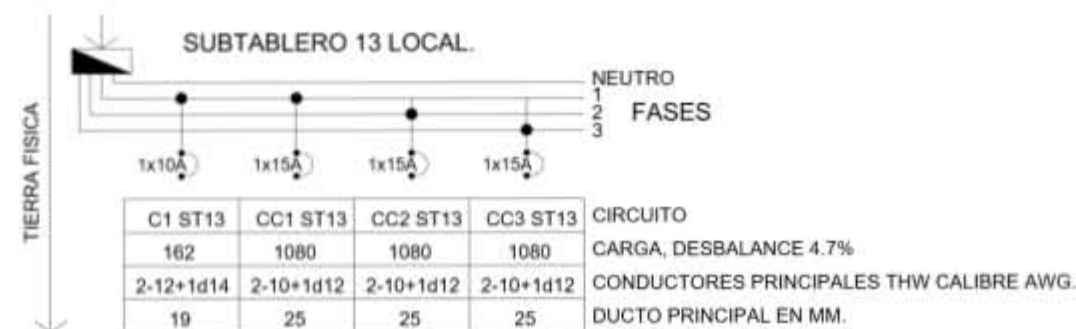 SUBTABLERO 13 LOCAL.
NEUTRO
1
2 FASES
3
TIERRA FISICA
1x10A 1x15A 1x15A 1x15A
C1 ST13 CC1 ST13 CC2 ST13 CC3 ST13 CIRCUITO
162 1080 1080 1080 CARGA, DESBALANCE 4.7%
2-12+1d14 2-10+1d12 2-10+1d12 2-10+1d12 CONDUCTORES PRINCIPALES THW CALIBRE AWG.
19 25 25 25 DUCTO PRINCIPAL EN MM.